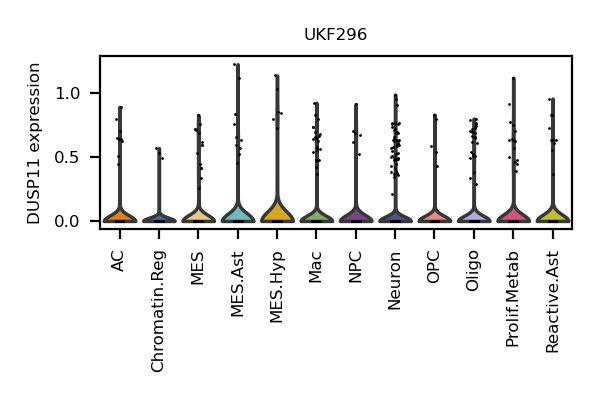 UKF296
DUSP11 expression
1.0
0.5
0.0
AC
Chromatin.Reg
MES
MES.Ast
MES.Hyp
Mac
NPC
Neuron
OPC
Oligo
Prolif.Metab
Reactive.Ast